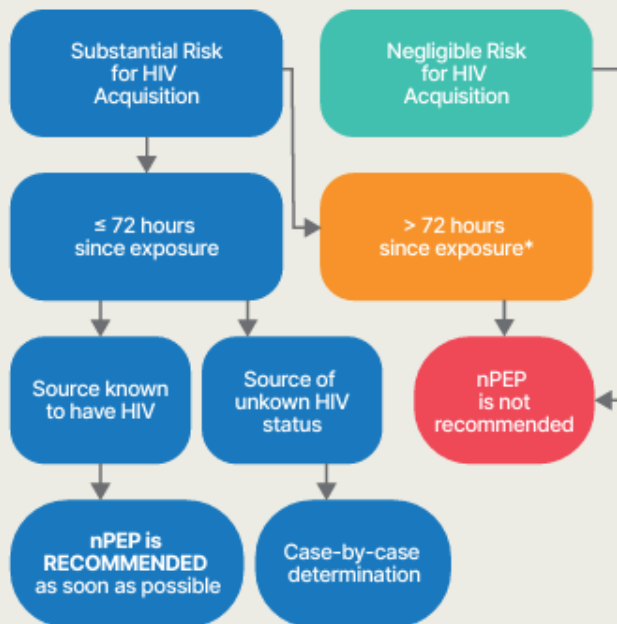 Substantial Risk
for HIV
Acquisition
Negligible Risk
for HIV
Acquisition
≤ 72 hours
since exposure
> 72 hours
since exposure*
Source known
to have HIV
Source of
unkown HIV
status
nPEP
is not
recommended
nPEP is
RECOMMENDED
as soon as possible
Case-by-case
determination